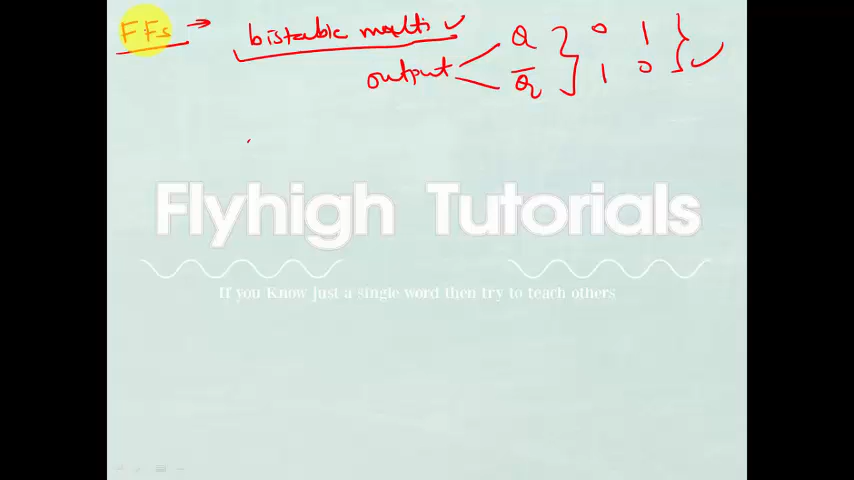 FFs → bistable multi ✓
output Q 0 1
Q̅ 1 0 ✓
Flyhigh Tutorials
If you Know just a single word then try to teach others